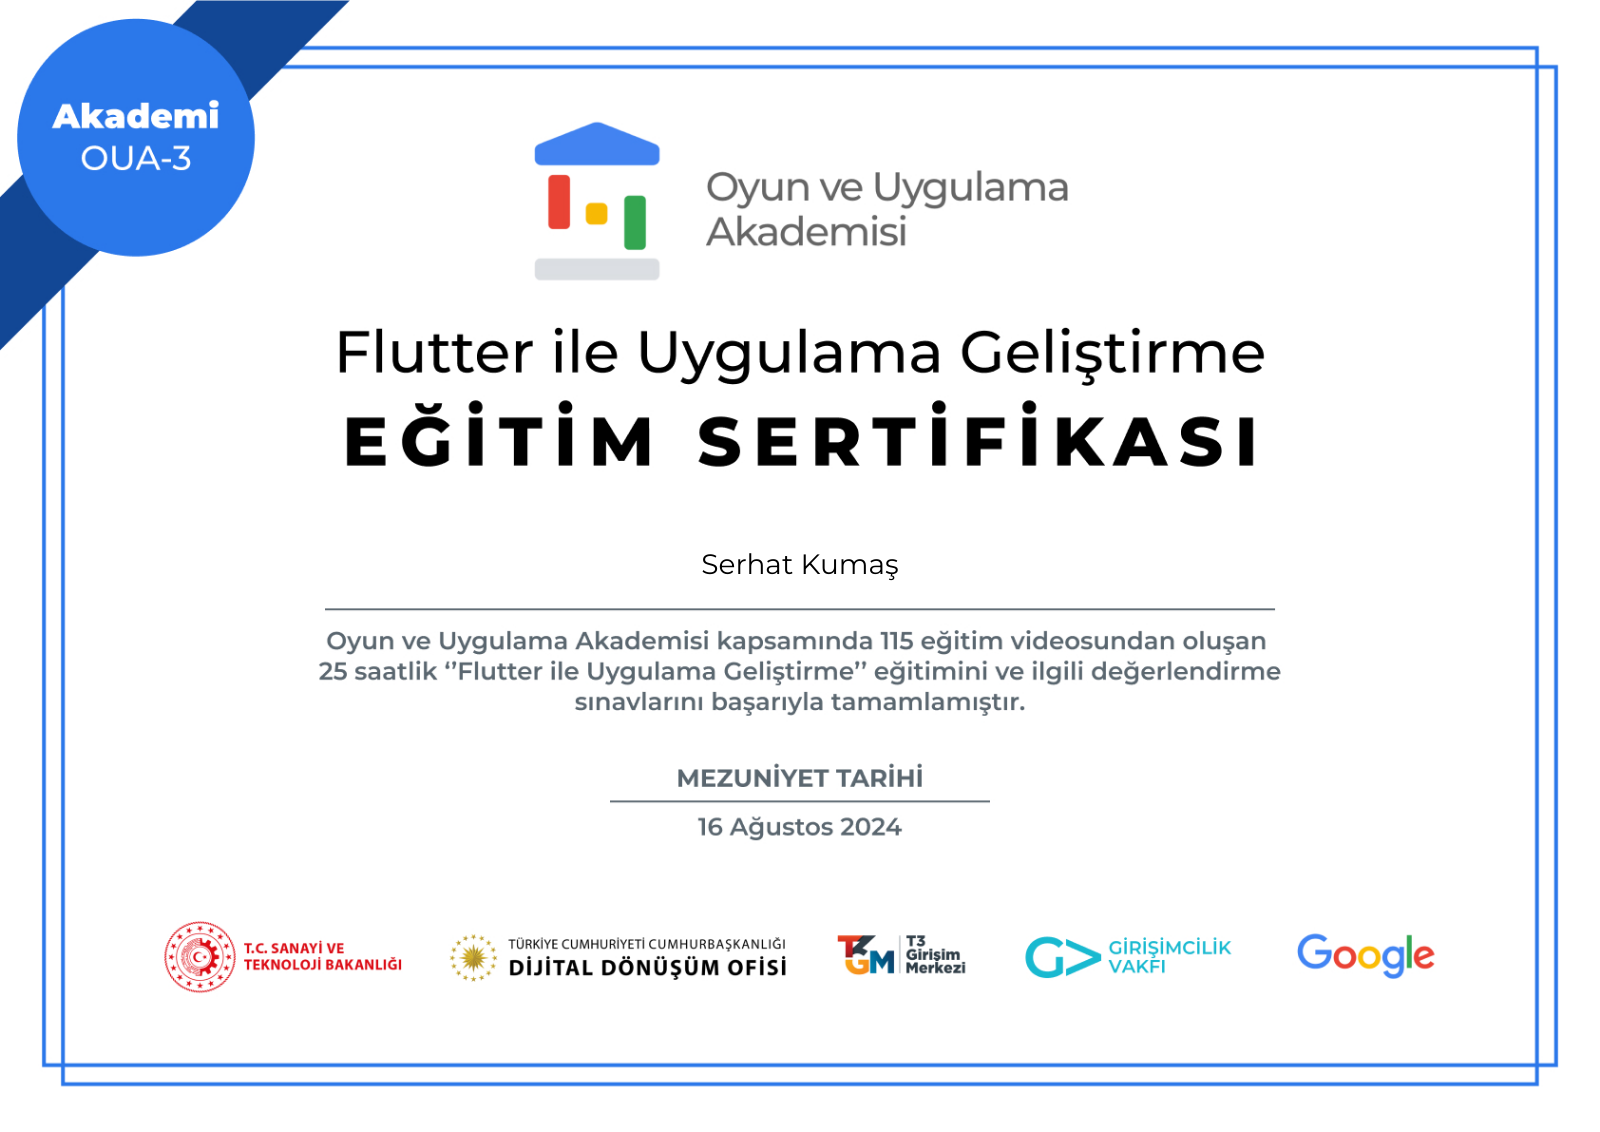 Akademi
OUA-3
Oyun ve Uygulama
Akademisi
Flutter ile Uygulama Geliştirme
EĞİTİM SERTİFİKASI
Serhat Kumaş
Oyun ve Uygulama Akademisi kapsamında 115 eğitim videosundan oluşan
25 saatlik ‘’Flutter ile Uygulama Geliştirme’’ eğitimini ve ilgili değerlendirme
sınavlarını başarıyla tamamlamıştır.
MEZUNİYET TARİHİ
16 Ağustos 2024
T.C. SANAYİ VE
TEKNOLOJİ BAKANLIĞI
TÜRKİYE CUMHURİYETİ CUMHURBAŞKANLIĞI
DİJİTAL DÖNÜŞÜM OFİSİ
T3GM
T3
Girişim
Merkezi
GİRİŞİMCİLİK
VAKFI
Google